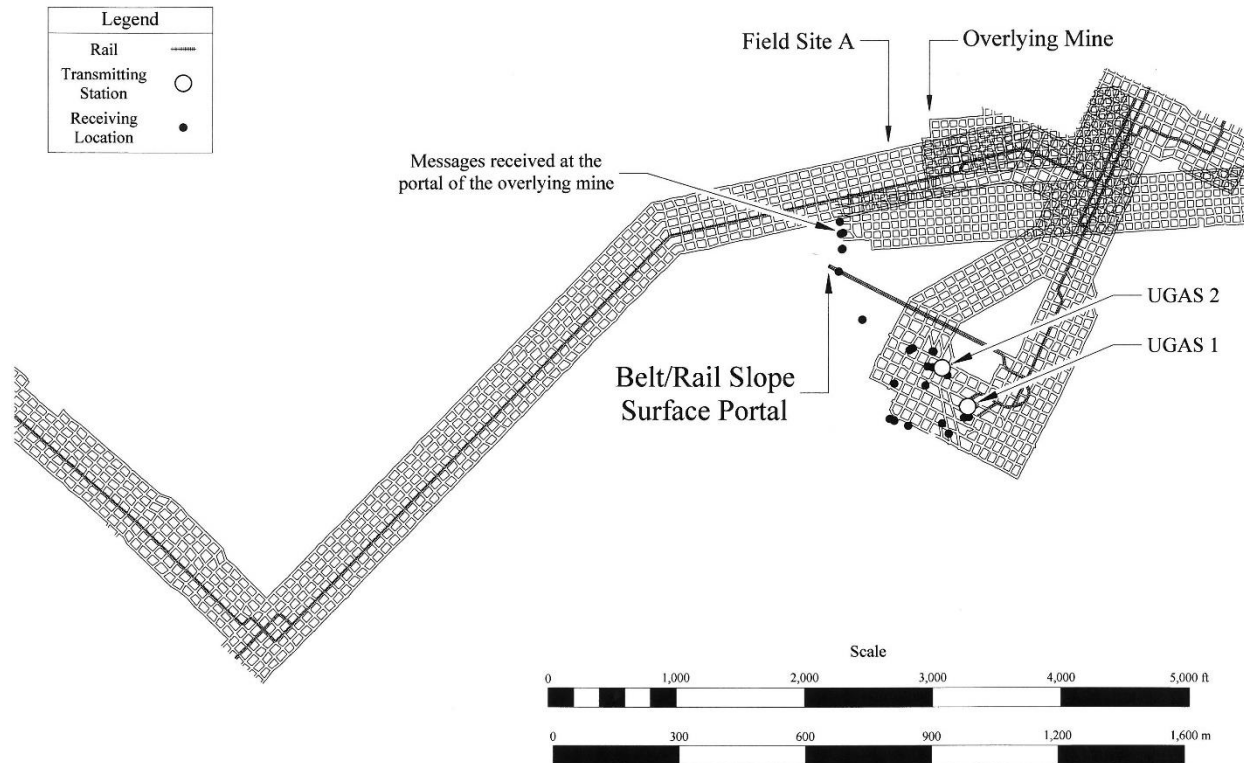 Legend
Rail
Transmitting
Station
Receiving
Location
Field Site A
Overlying Mine
Messages received at the
portal of the overlying mine
UGAS 2
UGAS 1
Belt/Rail Slope
Surface Portal
Scale
0 1,000 2,000 3,000 4,000 5,000 ft
0 300 600 900 1,200 1,600 m